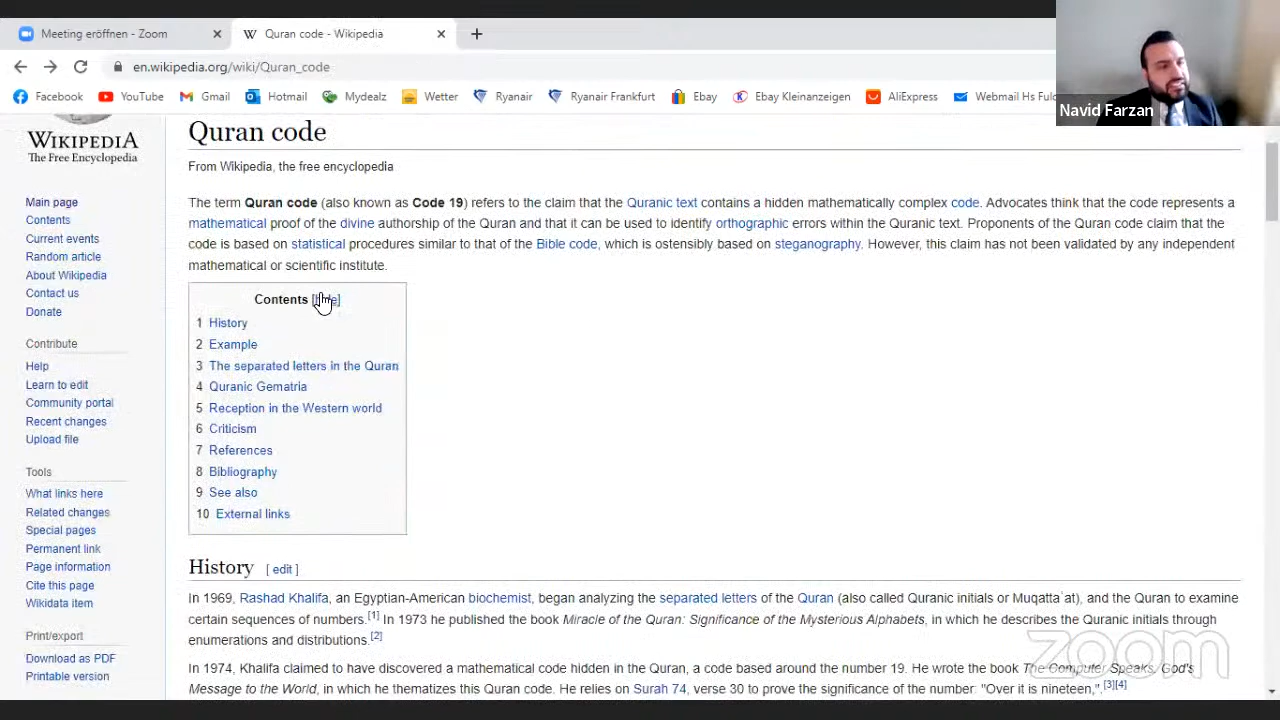 Meeting eröffnen - Zoom
Quran code - Wikipedia
en.wikipedia.org/wiki/Quran_code
Facebook YouTube Gmail Hotmail Mydealz Wetter Ryanair Ryanair Frankfurt Ebay Ebay Kleinanzeigen AliExpress Webmail Hs
Navid Farzan
WIKIPEDIA
The Free Encyclopedia
Main page
Contents
Current events
Random article
About Wikipedia
Contact us
Donate
Contribute
Help
Learn to edit
Community portal
Recent changes
Upload file
Tools
What links here
Related changes
Special pages
Permanent link
Page information
Cite this page
Wikidata item
Print/export
Download as PDF
Printable version
Quran code
From Wikipedia, the free encyclopedia
The term Quran code (also known as Code 19) refers to the claim that the Quranic text contains a hidden mathematically complex code. Advocates think that the code represents a
mathematical proof of the divine authorship of the Quran and that it can be used to identify orthographic errors within the Quranic text. Proponents of the Quran code claim that the
code is based on statistical procedures similar to that of the Bible code, which is ostensibly based on steganography. However, this claim has not been validated by any independent
mathematical or scientific institute.
Contents
1 History
2 Example
3 The separated letters in the Quran
4 Quranic Gematria
5 Reception in the Western world
6 Criticism
7 References
8 Bibliography
9 See also
10 External links
History [ edit ]
In 1969, Rashad Khalifa, an Egyptian-American biochemist, began analyzing the separated letters of the Quran (also called Quranic initials or Muqatta`at), and the Quran to examine
certain sequences of numbers.[1] In 1973 he published the book Miracle of the Quran: Significance of the Mysterious Alphabets, in which he describes the Quranic initials through
enumerations and distributions.[2]
In 1974, Khalifa claimed to have discovered a mathematical code hidden in the Quran, a code based around the number 19. He wrote the book The Computer Speaks: God's
Message to the World, in which he thematizes this Quran code. He relies on Surah 74, verse 30 to prove the significance of the number: "Over it is nineteen,".[3][4]
zoom